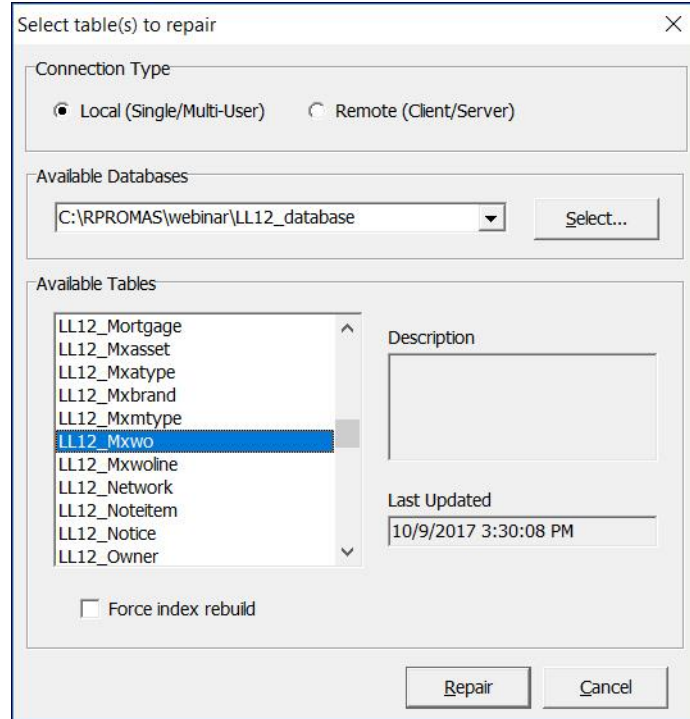 Select table(s) to repair
Connection Type
Local (Single/Multi-User) Remote (Client/Server)
Available Databases
C:\RPROMAS\webinar\LL12_database
Select...
Available Tables
LL12_Mortgage
LL12_Mxasset
LL12_Mxatype
LL12_Mxbrand
LL12_Mxmtype
LL12_Mxwo
LL12_Mxwoline
LL12_Network
LL12_Noteitem
LL12_Notice
LL12_Owner
Description
Last Updated
10/9/2017 3:30:08 PM
Force index rebuild
Repair
Cancel